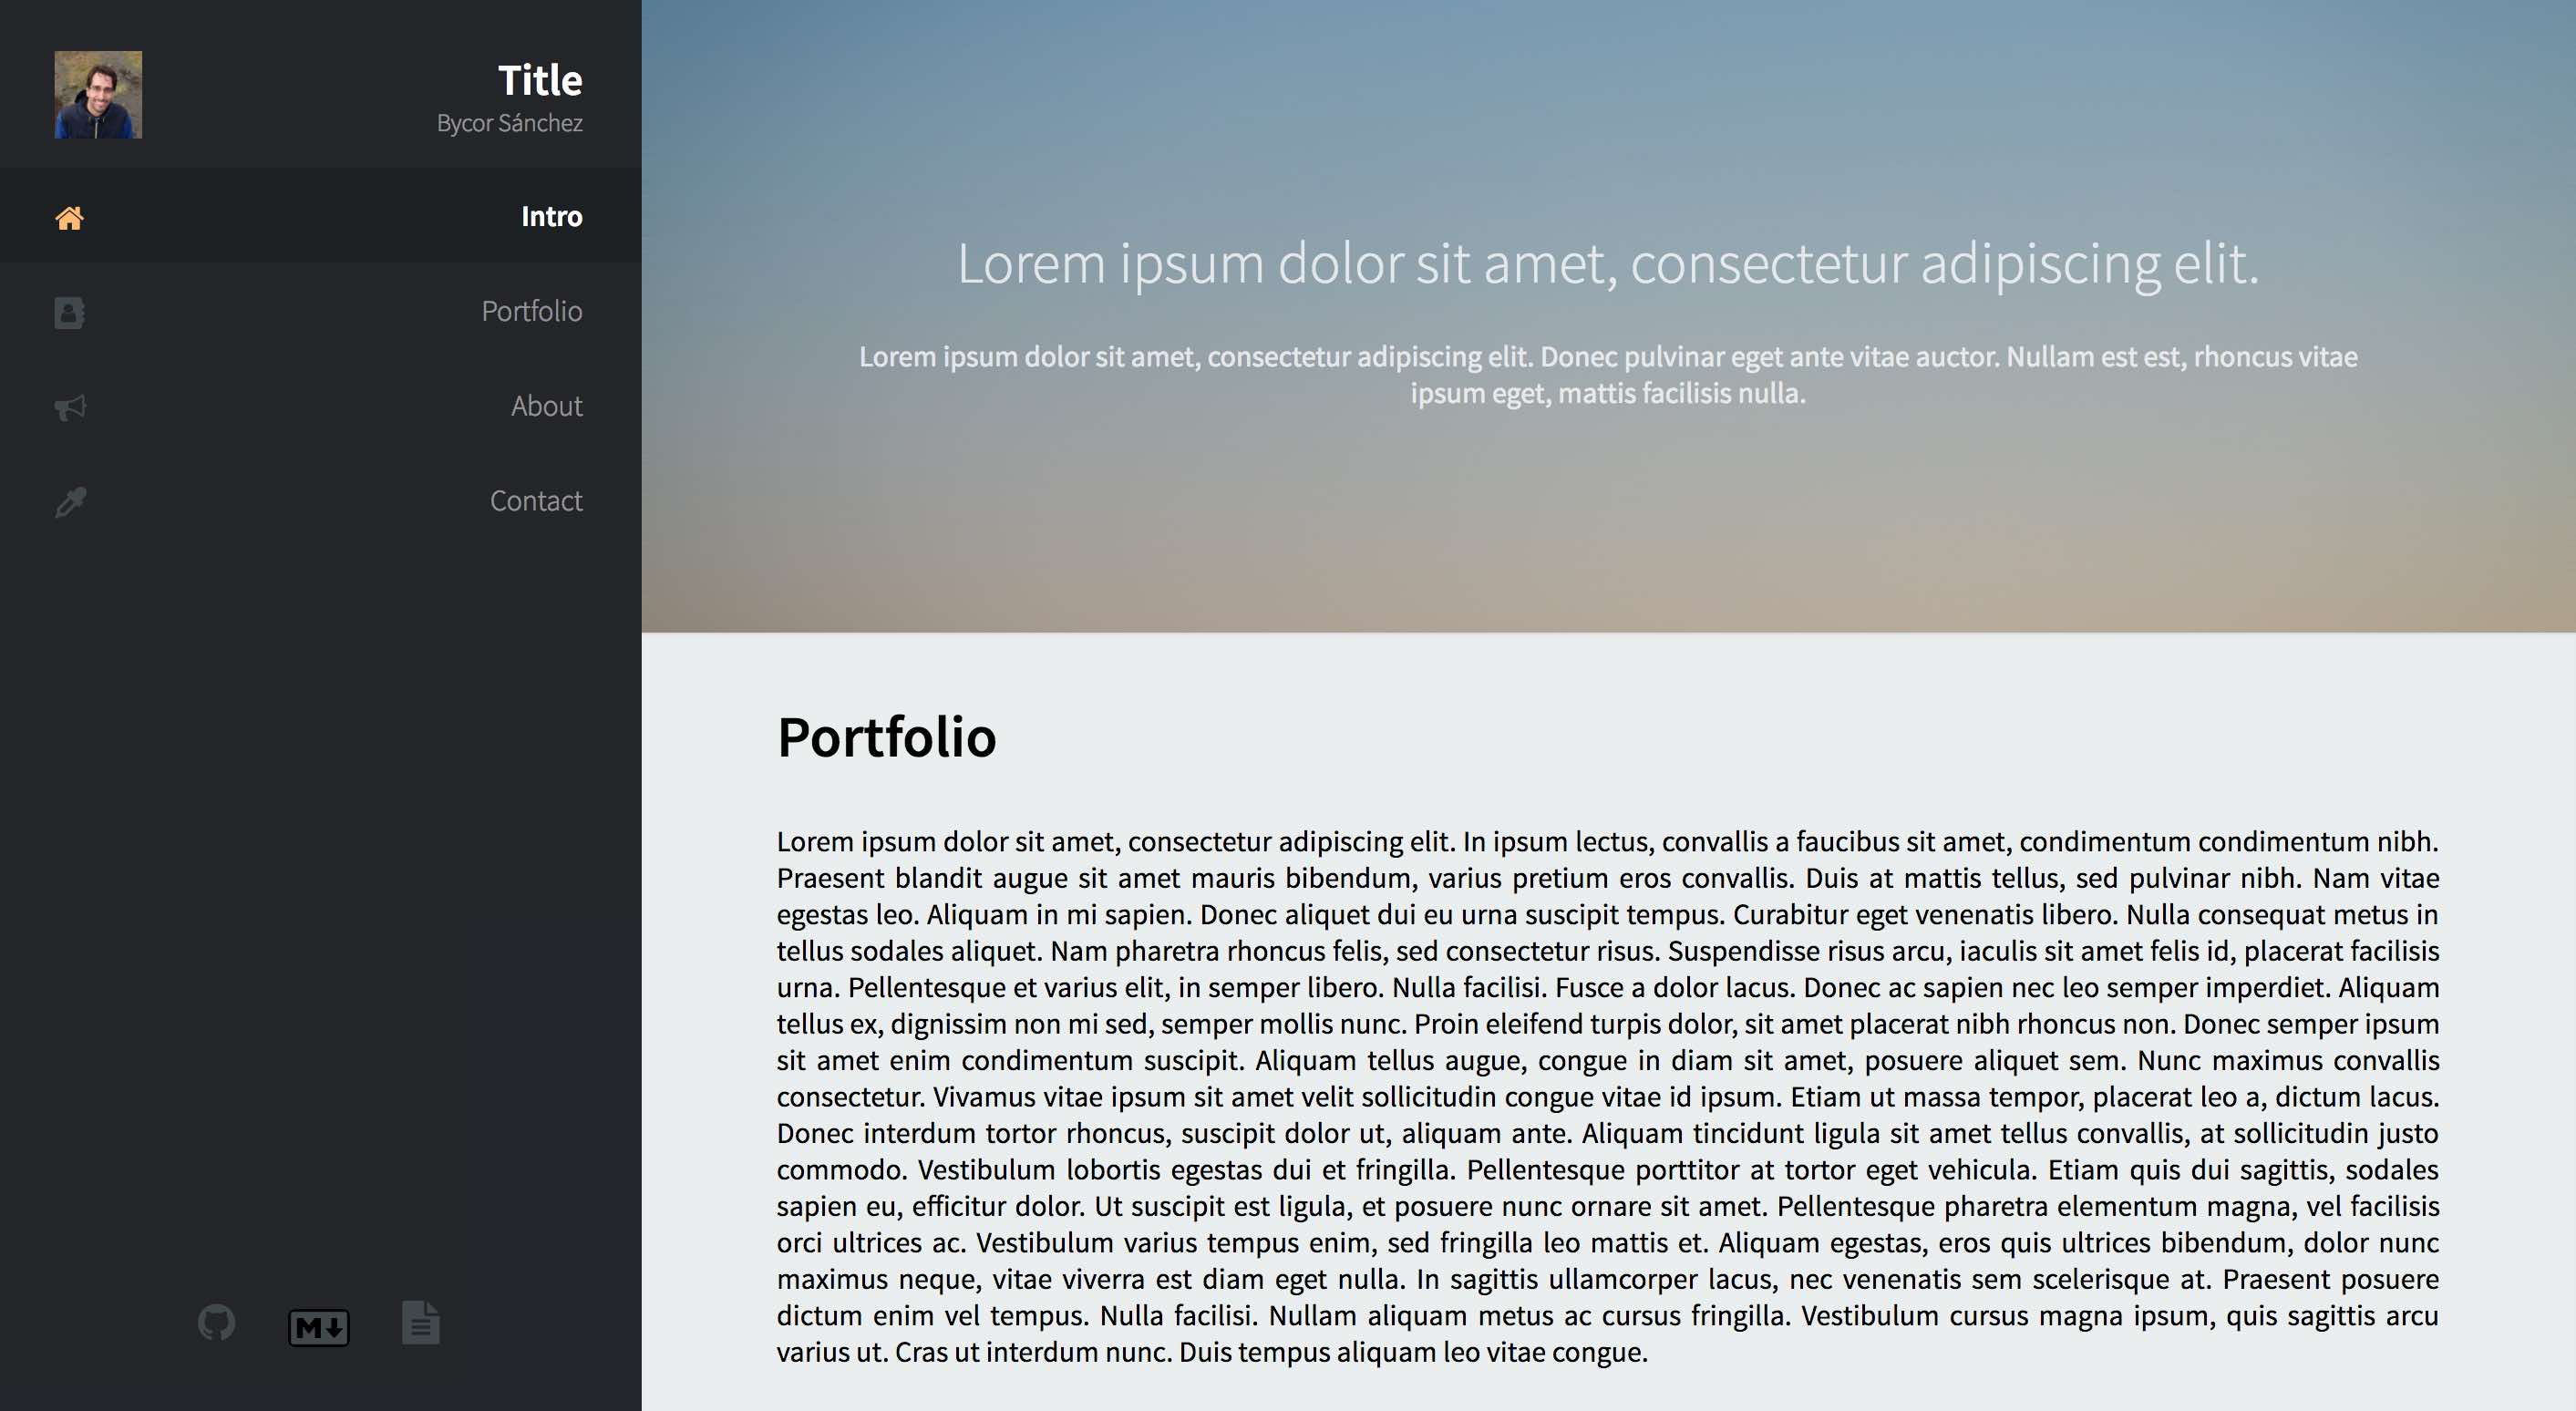 Title
Bycor Sánchez
Intro
Portfolio
About
Contact
M
Lorem ipsum dolor sit amet, consectetur adipiscing elit.
Lorem ipsum dolor sit amet, consectetur adipiscing elit. Donec pulvinar eget ante vitae auctor. Nullam est est, rhoncus vitae
ipsum eget, mattis facilisis nulla.
Portfolio
Lorem ipsum dolor sit amet, consectetur adipiscing elit. In ipsum lectus, convallis a faucibus sit amet, condimentum condimentum nibh.
Praesent blandit augue sit amet mauris bibendum, varius pretium eros convallis. Duis at mattis tellus, sed pulvinar nibh. Nam vitae
egestas leo. Aliquam in mi sapien. Donec aliquet dui eu urna suscipit tempus. Curabitur eget venenatis libero. Nulla consequat metus in
tellus sodales aliquet. Nam pharetra rhoncus felis, sed consectetur risus. Suspendisse risus arcu, iaculis sit amet felis id, placerat facilisis
urna. Pellentesque et varius elit, in semper libero. Nulla facilisi. Fusce a dolor lacus. Donec ac sapien nec leo semper imperdiet. Aliquam
tellus ex, dignissim non mi sed, semper mollis nunc. Proin eleifend turpis dolor, sit amet placerat nibh rhoncus non. Donec semper ipsum
sit amet enim condimentum suscipit. Aliquam tellus augue, congue in diam sit amet, posuere aliquet sem. Nunc maximus convallis
consectetur. Vivamus vitae ipsum sit amet velit sollicitudin congue vitae id ipsum. Etiam ut massa tempor, placerat leo a, dictum lacus.
Donec interdum tortor rhoncus, suscipit dolor ut, aliquam ante. Aliquam tincidunt ligula sit amet tellus convallis, at sollicitudin justo
commodo. Vestibulum lobortis egestas dui et fringilla. Pellentesque porttitor at tortor eget vehicula. Etiam quis dui sagittis, sodales
sapien eu, efficitur dolor. Ut suscipit est ligula, et posuere nunc ornare sit amet. Pellentesque pharetra elementum magna, vel facilisis
orci ultrices ac. Vestibulum varius tempus enim, sed fringilla leo mattis et. Aliquam egestas, eros quis ultrices bibendum, dolor nunc
maximus neque, vitae viverra est diam eget nulla. In sagittis ullamcorper lacus, nec venenatis sem scelerisque at. Praesent posuere
dictum enim vel tempus. Nulla facilisi. Nullam aliquam metus ac cursus fringilla. Vestibulum cursus magna ipsum, quis sagittis arcu
varius ut. Cras ut interdum nunc. Duis tempus aliquam leo vitae congue.